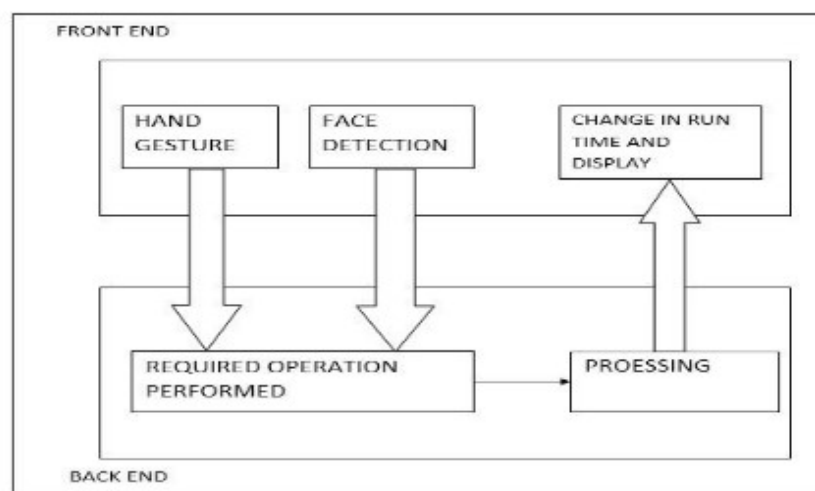 FRONT END
HAND
GESTURE
FACE
DETECTION
CHANGE IN RUN
TIME AND
DISPLAY
REQUIRED OPERATION
PERFORMED
PROESSING
BACK END